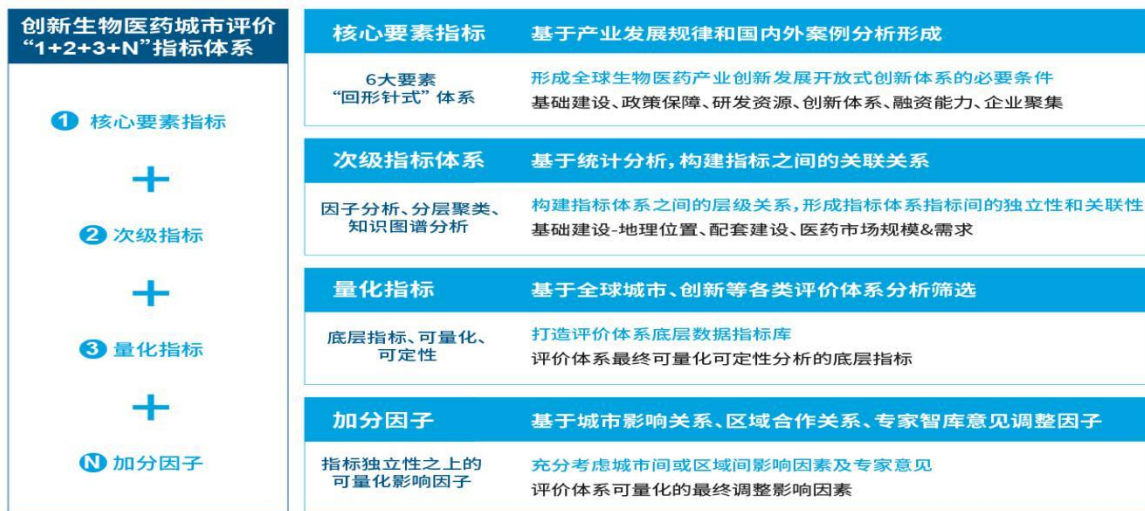 创新生物医药城市评价
“1+2+3+N”指标体系
1 核心要素指标
+
2 次级指标
+
3 量化指标
+
N 加分因子
核心要素指标 基于产业发展规律和国内外案例分析形成
6大要素
“回形针式”体系
形成全球生物医药产业创新发展开放式创新体系的必要条件
基础建设、政策保障、研发资源、创新体系、融资能力、企业聚集
次级指标体系 基于统计分析,构建指标之间的关联关系
因子分析、分层聚类、
知识图谱分析
构建指标体系之间的层级关系,形成指标体系指标间的独立性和关联性
基础建设-地理位置、配套建设、医药市场规模&需求
量化指标 基于全球城市、创新等各类评价体系分析筛选
底层指标、可量化、
可定性
打造评价体系底层数据指标库
评价体系最终可量化可定性分析的底层指标
加分因子 基于城市影响关系、区域合作关系、专家智库意见调整因子
指标独立性之上的
可量化影响因子
充分考虑城市间或区域间影响因素及专家意见
评价体系可量化的最终调整影响因素